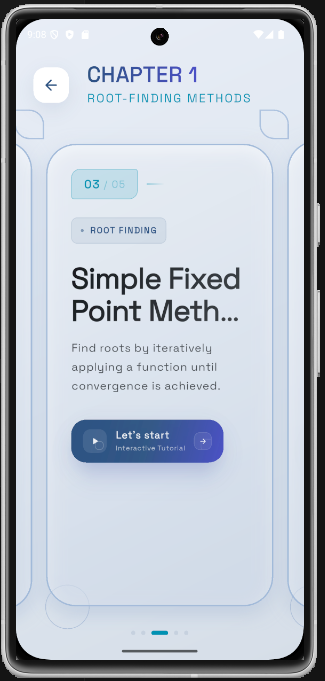 9:06
CHAPTER 1
ROOT-FINDING METHODS
03 / 05
• ROOT FINDING
Simple Fixed
Point Meth...
Find roots by iteratively
applying a function until
convergence is achieved.
Let's start
Interactive Tutorial